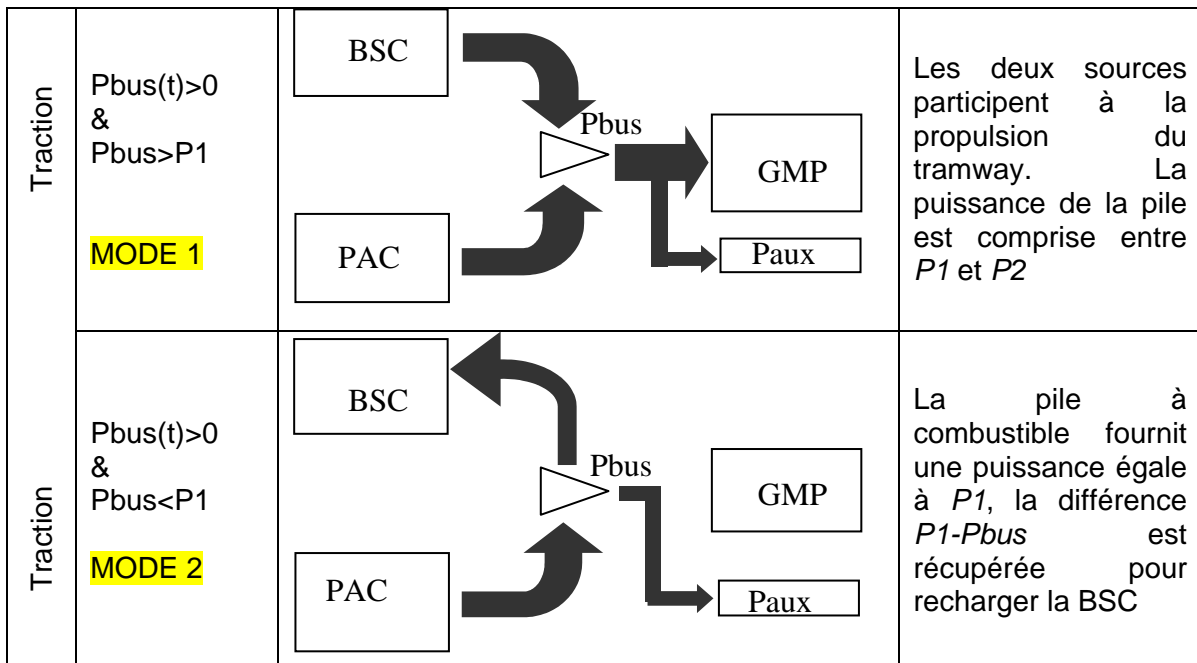 Traction
Pbus(t)>0
&
Pbus>P1
MODE 1
BSC
Pbus
GMP
PAC
Paux
Les deux sources
participent à la
propulsion du
tramway. La
puissance de la pile
est comprise entre
P1 et P2
Traction
Pbus(t)>0
&
Pbus<P1
MODE 2
BSC
Pbus
GMP
PAC
Paux
La pile à
combustible fournit
une puissance égale
à P1, la différence
P1-Pbus est
récupérée pour
recharger la BSC